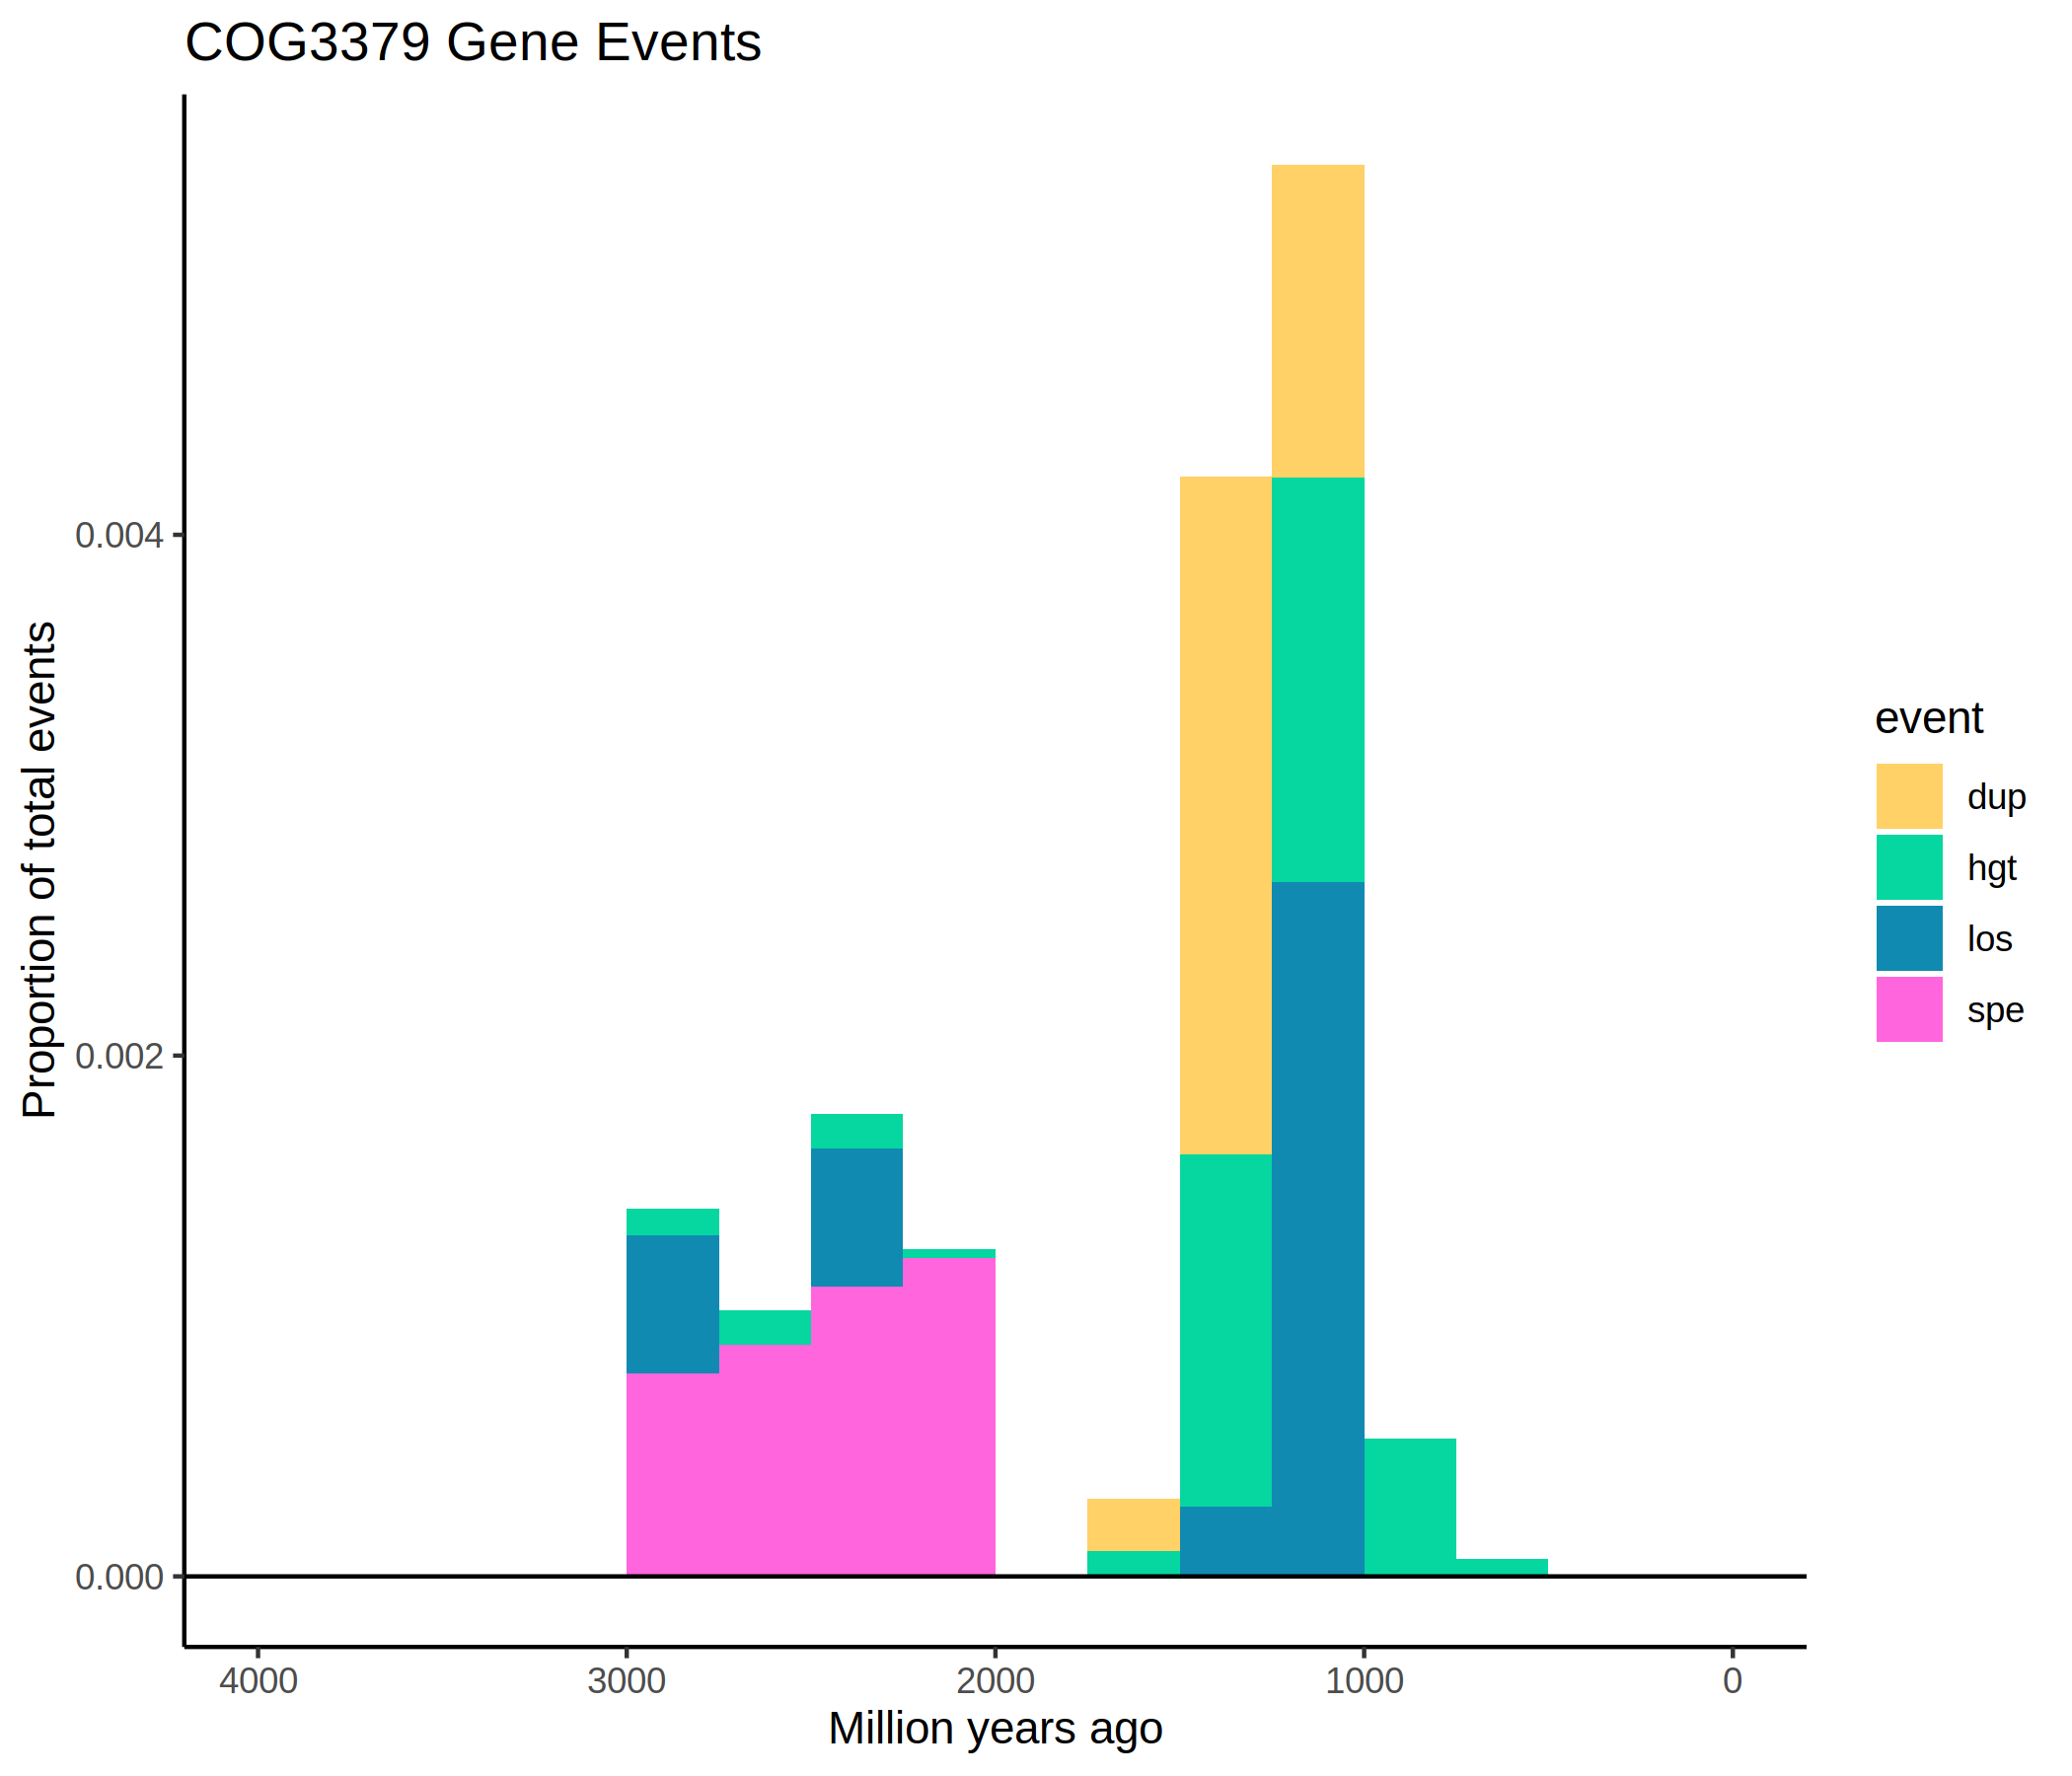 COG3379 Gene Events
Proportion of total events
0.004
0.002
0.000
4000 3000 2000 1000 0
Million years ago
event
dup
hgt
los
spe